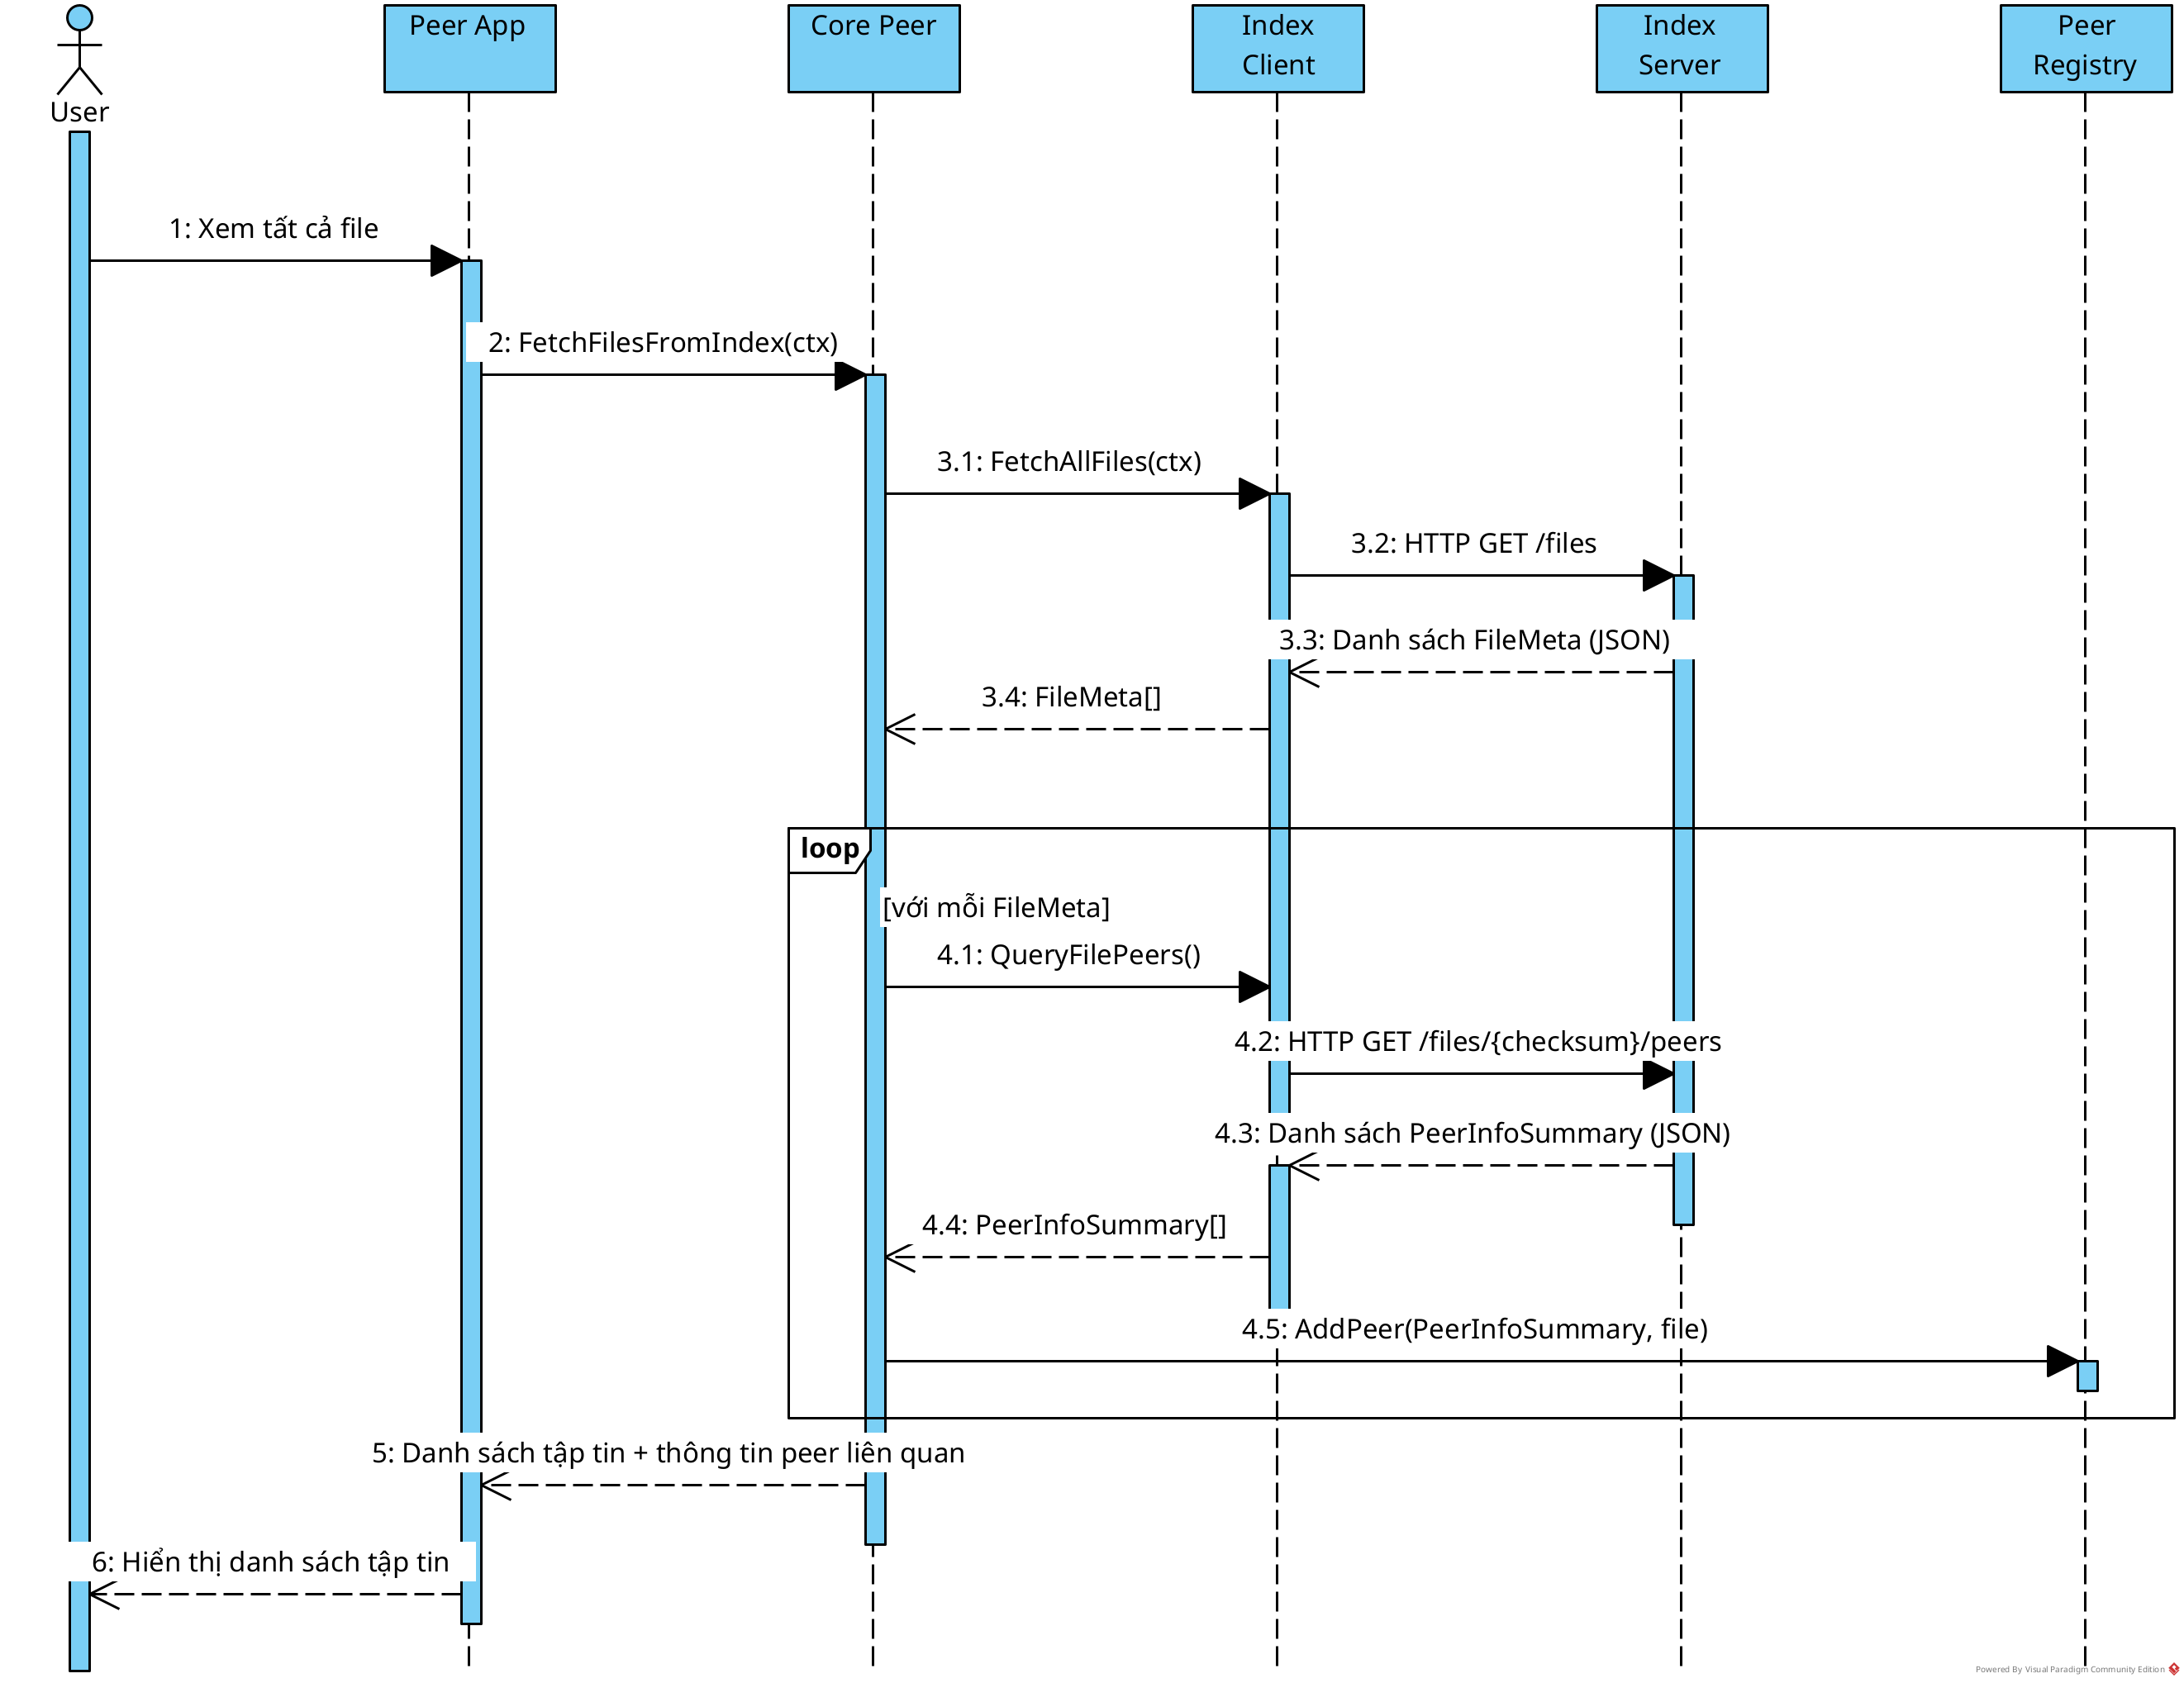 User
Peer App
Core Peer
Index
Client
Index
Server
Peer
Registry
1: Xem tất cả file
2: FetchFilesFromIndex(ctx)
3.1: FetchAllFiles(ctx)
3.2: HTTP GET /files
3.3: Danh sách FileMeta (JSON)
3.4: FileMeta[]
loop
[với mỗi FileMeta]
4.1: QueryFilePeers()
4.2: HTTP GET /files/{checksum}/peers
4.3: Danh sách PeerInfoSummary (JSON)
4.4: PeerInfoSummary[]
4.5: AddPeer(PeerInfoSummary, file)
5: Danh sách tập tin + thông tin peer liên quan
6: Hiển thị danh sách tập tin
Powered By Visual Paradigm Community Edition